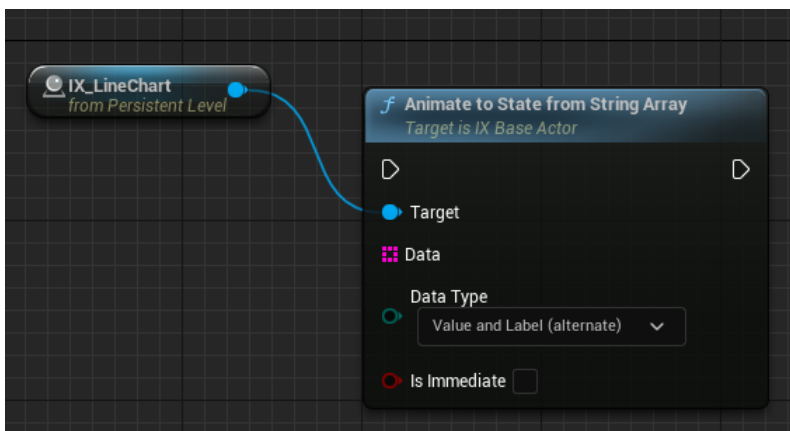 IX_LineChart
from Persistent Level
f Animate to State from String Array
Target is IX Base Actor
Target
Data
Data Type
Value and Label (alternate)
Is Immediate